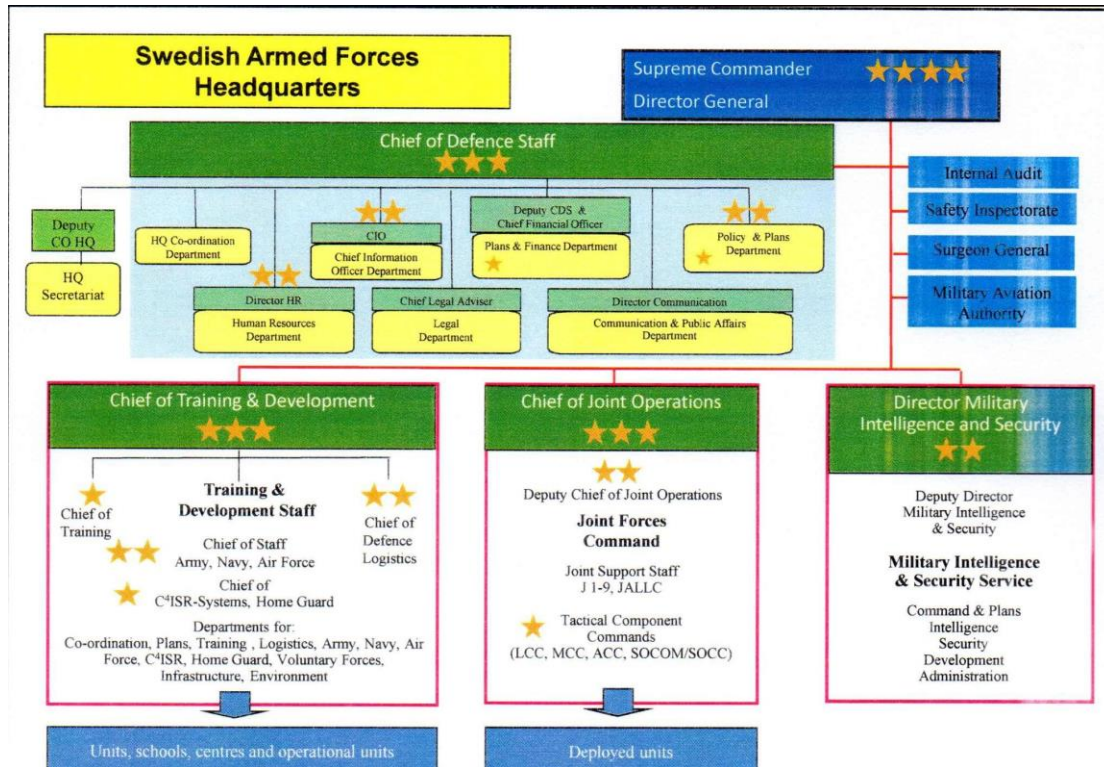 Swedish Armed Forces
Headquarters
Supreme Commander
Director General
Chief of Defence Staff
Internal Audit
Safety Inspectorate
Surgeon General
Military Aviation
Authority
Deputy
CO HQ
HQ
Secretariat
HQ Co-ordination
Department
CIO
Chief Information
Officer Department
Deputy CDS &
Chief Financial Officer
Plans & Finance Department
Policy & Plans
Department
Director HR
Human Resources
Department
Chief Legal Adviser
Legal
Department
Director Communication
Communication & Public Affairs
Department
Chief of Training & Development
Chief of
Training
Training &
Development Staff
Chief of
Defence
Logistics
Chief of Staff
Army, Navy, Air Force
Chief of
C⁴ISR-Systems, Home Guard
Departments for:
Co-ordination, Plans, Training , Logistics, Army, Navy, Air
Force, C⁴ISR, Home Guard, Voluntary Forces,
Infrastructure, Environment
Units, schools, centres and operational units
Chief of Joint Operations
Deputy Chief of Joint Operations
Joint Forces
Command
Joint Support Staff
J 1-9, JALLC
Tactical Component
Commands
(LCC, MCC, ACC, SOCOM/SOCC)
Deployed units
Director Military
Intelligence and Security
Deputy Director
Military Intelligence
& Security
Military Intelligence
& Security Service
Command & Plans
Intelligence
Security
Development
Administration